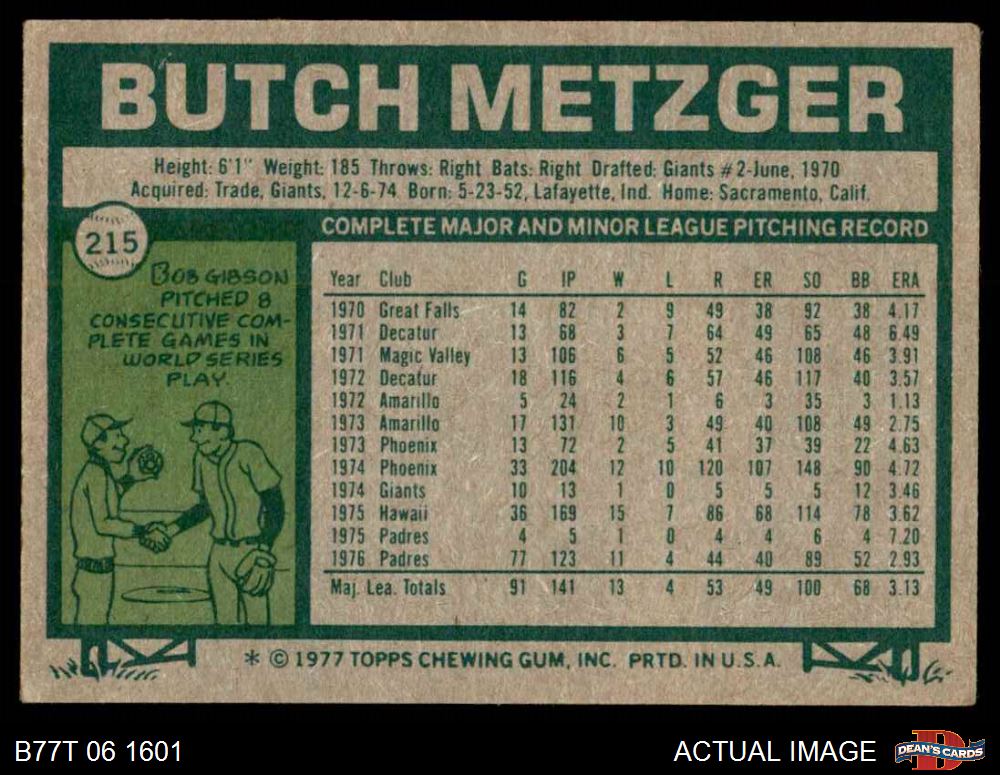 BUTCH METZGER
Height: 6'1" Weight: 185 Throws: Right Bats: Right Drafted: Giants #2-June, 1970
Acquired: Trade, Giants, 12-6-74 Born: 5-23-52, Lafayette, Ind. Home: Sacramento, Calif.
215
BOB GIBSON
PITCHED 8
CONSECUTIVE COM-
PLETE GAMES IN
WORLD SERIES
PLAY.
COMPLETE MAJOR AND MINOR LEAGUE PITCHING RECORD
Year Club G IP W L R ER SO BB ERA
1970 Great Falls 14 82 2 9 49 38 92 38 4.17
1971 Decatur 13 68 3 7 64 49 65 48 6.49
1971 Magic Valley 13 106 6 5 52 46 108 46 3.91
1972 Decatur 18 116 4 6 57 46 117 40 3.57
1972 Amarillo 5 24 2 1 6 3 35 3 1.13
1973 Amarillo 17 131 10 3 49 40 108 49 2.75
1973 Phoenix 13 72 2 5 41 37 39 22 4.63
1974 Phoenix 33 204 12 10 120 107 148 90 4.72
1974 Giants 10 13 1 0 5 5 5 12 3.46
1975 Hawaii 36 169 15 7 86 68 114 78 3.62
1975 Padres 4 5 1 0 4 4 6 4 7.20
1976 Padres 77 123 11 4 44 40 89 52 2.93
Maj. Lea. Totals 91 141 13 4 53 49 100 68 3.13
* © 1977 TOPPS CHEWING GUM, INC. PRTD. IN U.S.A.
B77T 06 1601
ACTUAL IMAGE
D
DEAN'S CARDS